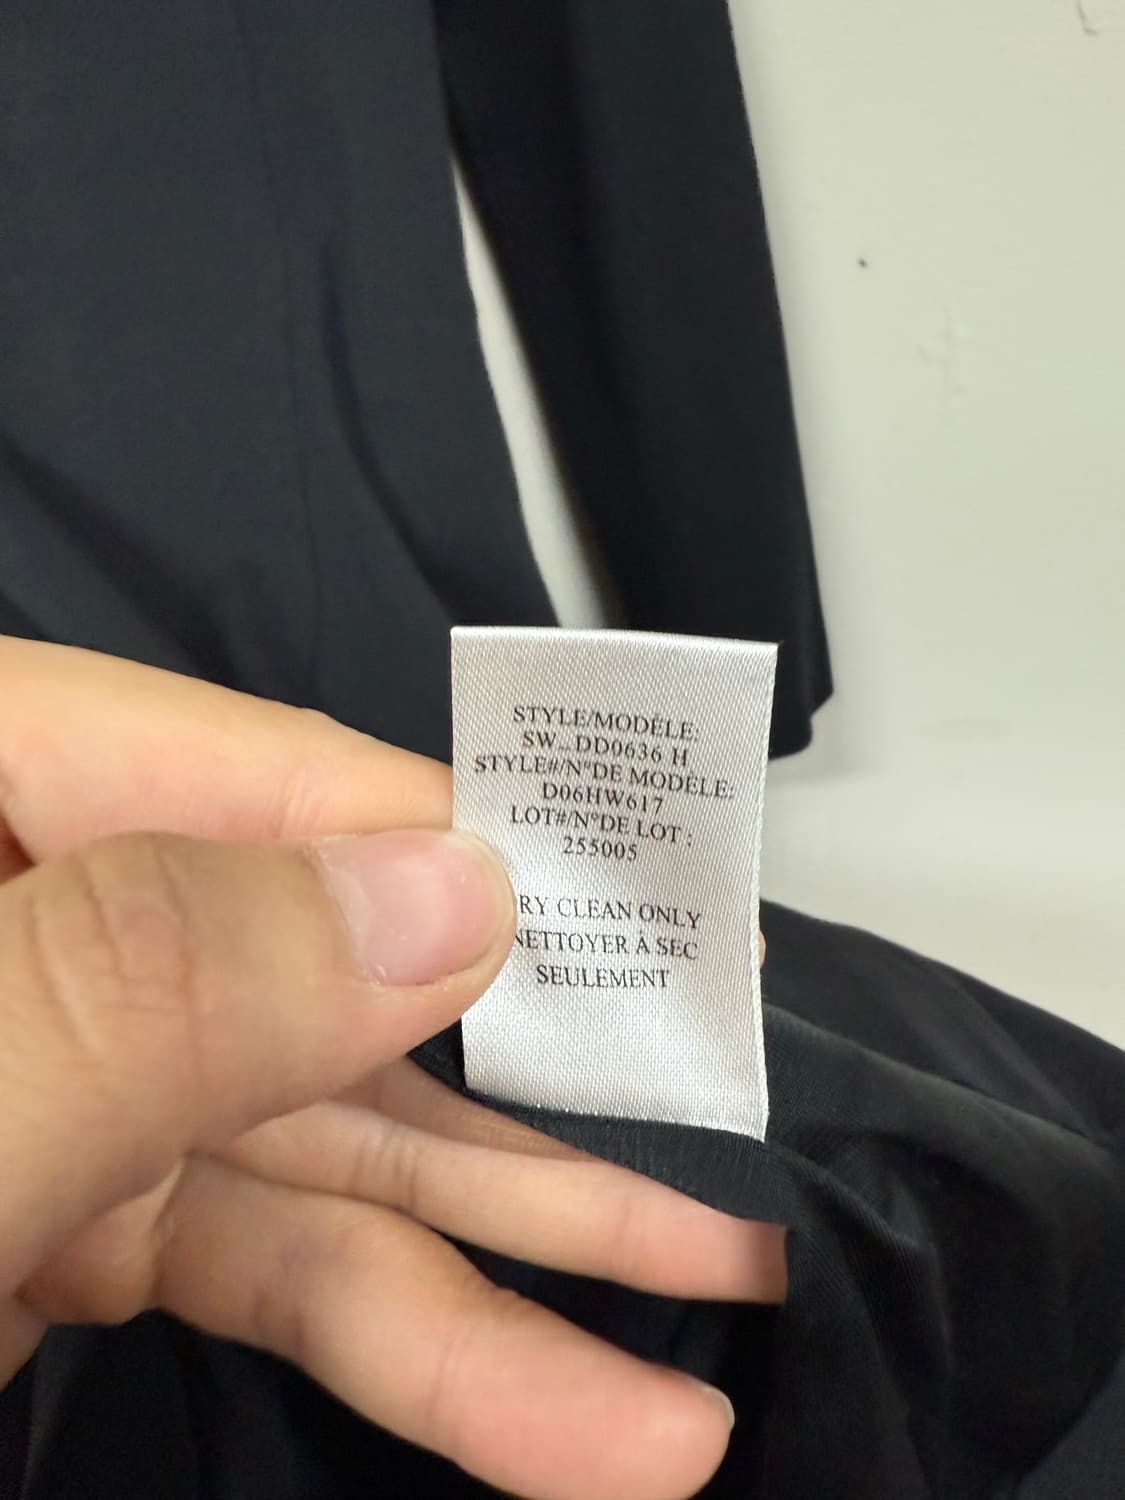 STYLE/MODÈLE:
SW_DD0636 H
STYLE#/N°DE MODÈLE:
D06HW617
LOT#/N°DE LOT :
255005
RY CLEAN ONLY
NETTOYER À SEC
SEULEMENT